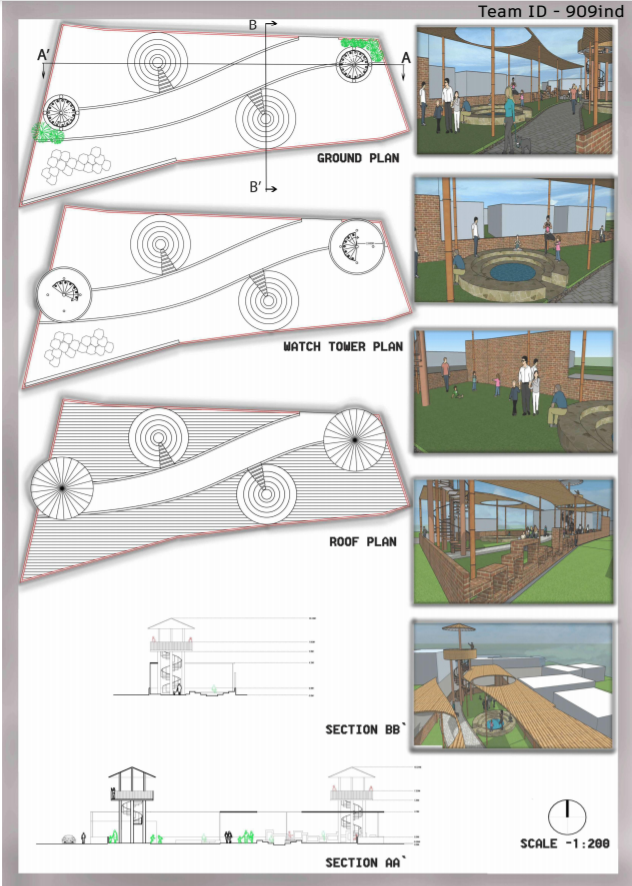 Team ID - 909ind
B
A'
A
GROUND PLAN
B'
WATCH TOWER PLAN
ROOF PLAN
SECTION BB`
SECTION AA`
SCALE -1:200